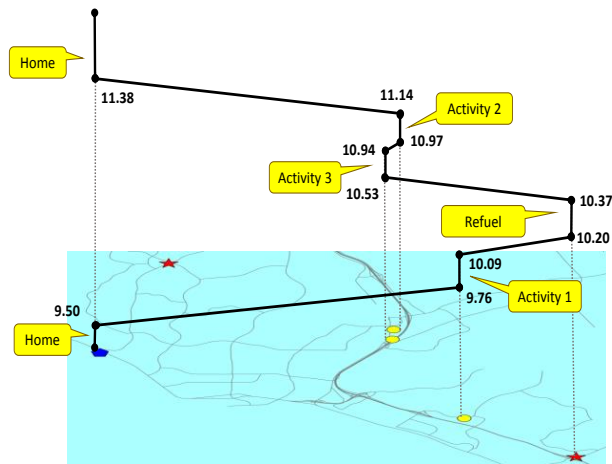 Home
11.38
11.14
Activity 2
10.97
10.94
Activity 3
10.53
10.37
Refuel
10.20
10.09
Activity 1
9.76
9.50
Home